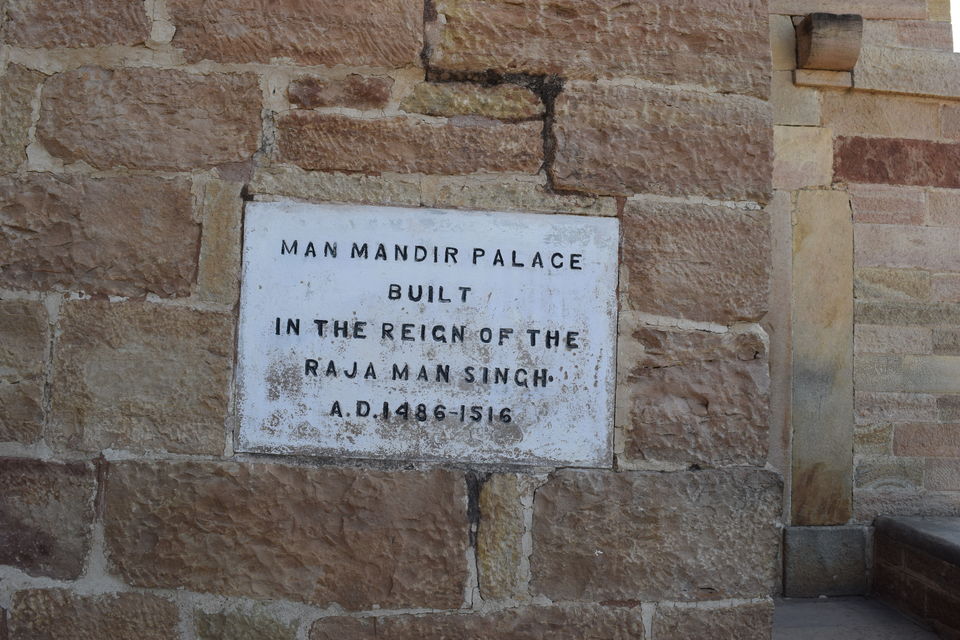 MAN MANDIR PALACE
BUILT
IN THE REIGN OF THE
RAJA MAN SINGH.
A.D.1486-1516